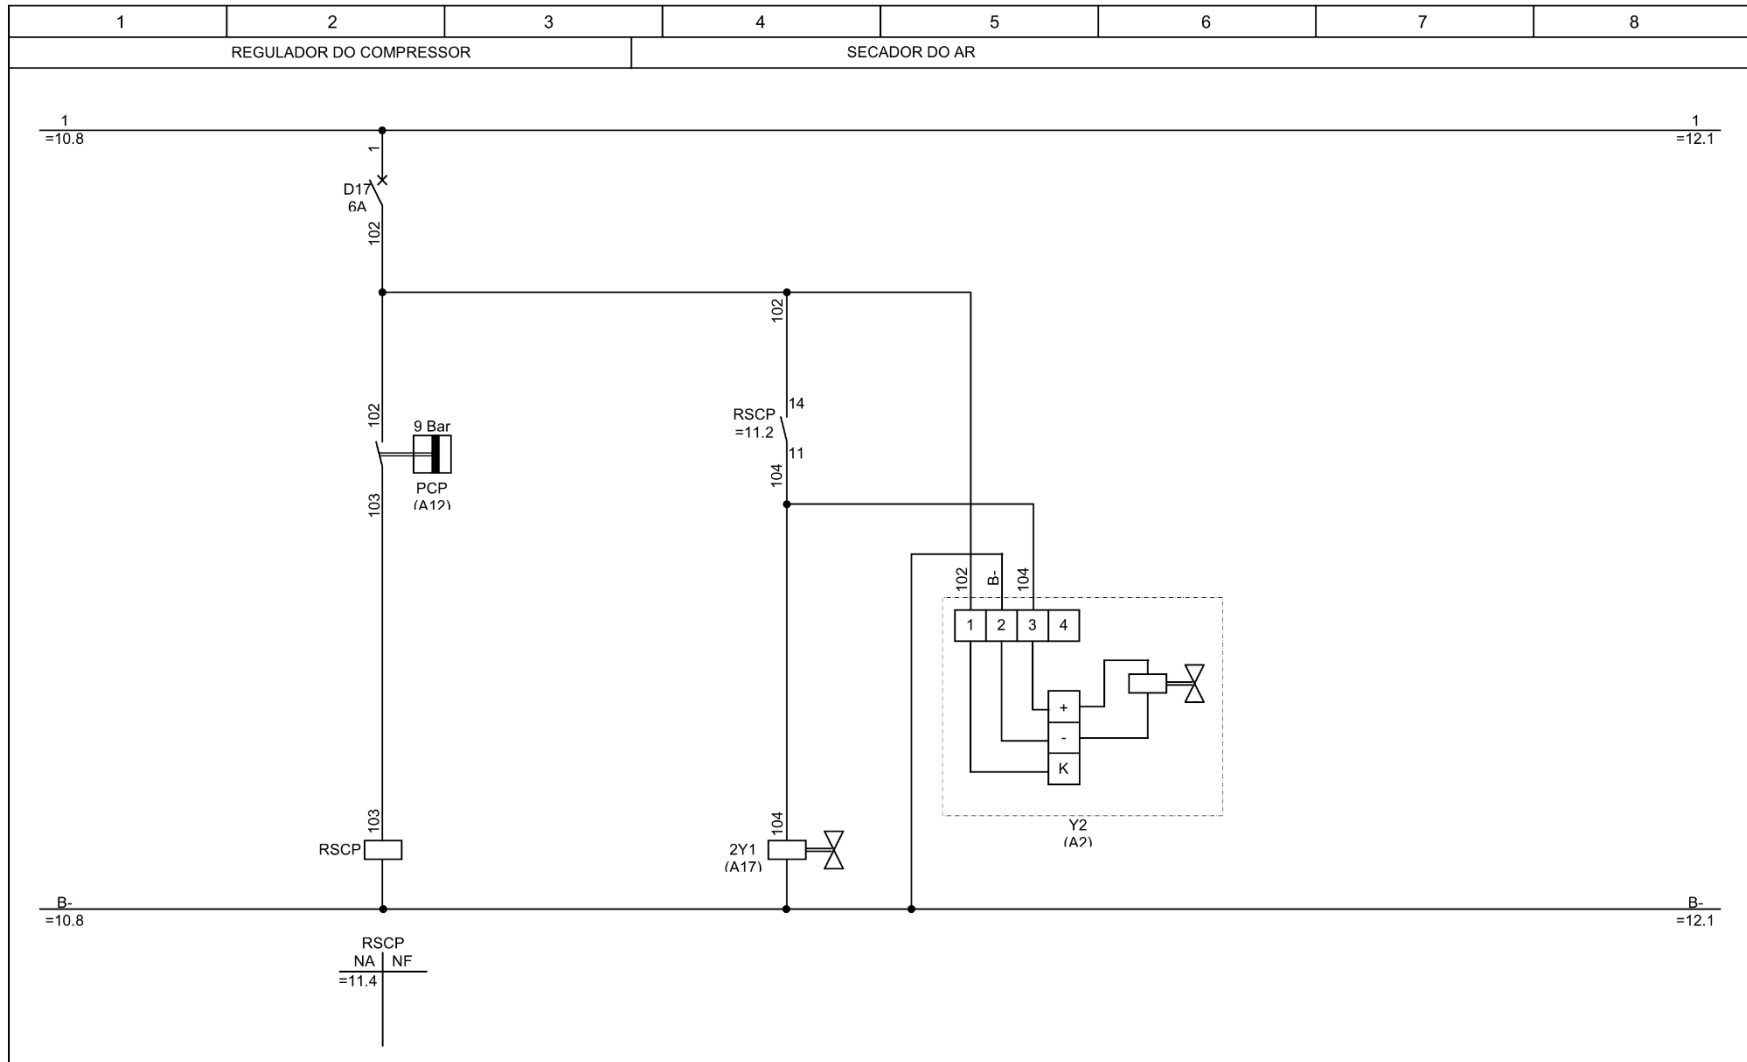 1 2 3 4 5 6 7 8
REGULADOR DO COMPRESSOR SECADOR DO AR
1 1
=10.8 =12.1
1
D17
6A
102
102
102
14
RSCP
=11.2
11
104
9 Bar
PCP
(A12)
103
102 B- 104
1 2 3 4
+
-
K
Y2
(A2)
103
RSCP
104
2Y1
(A17)
B- B-
=10.8 =12.1
RSCP
NA NF
=11.4